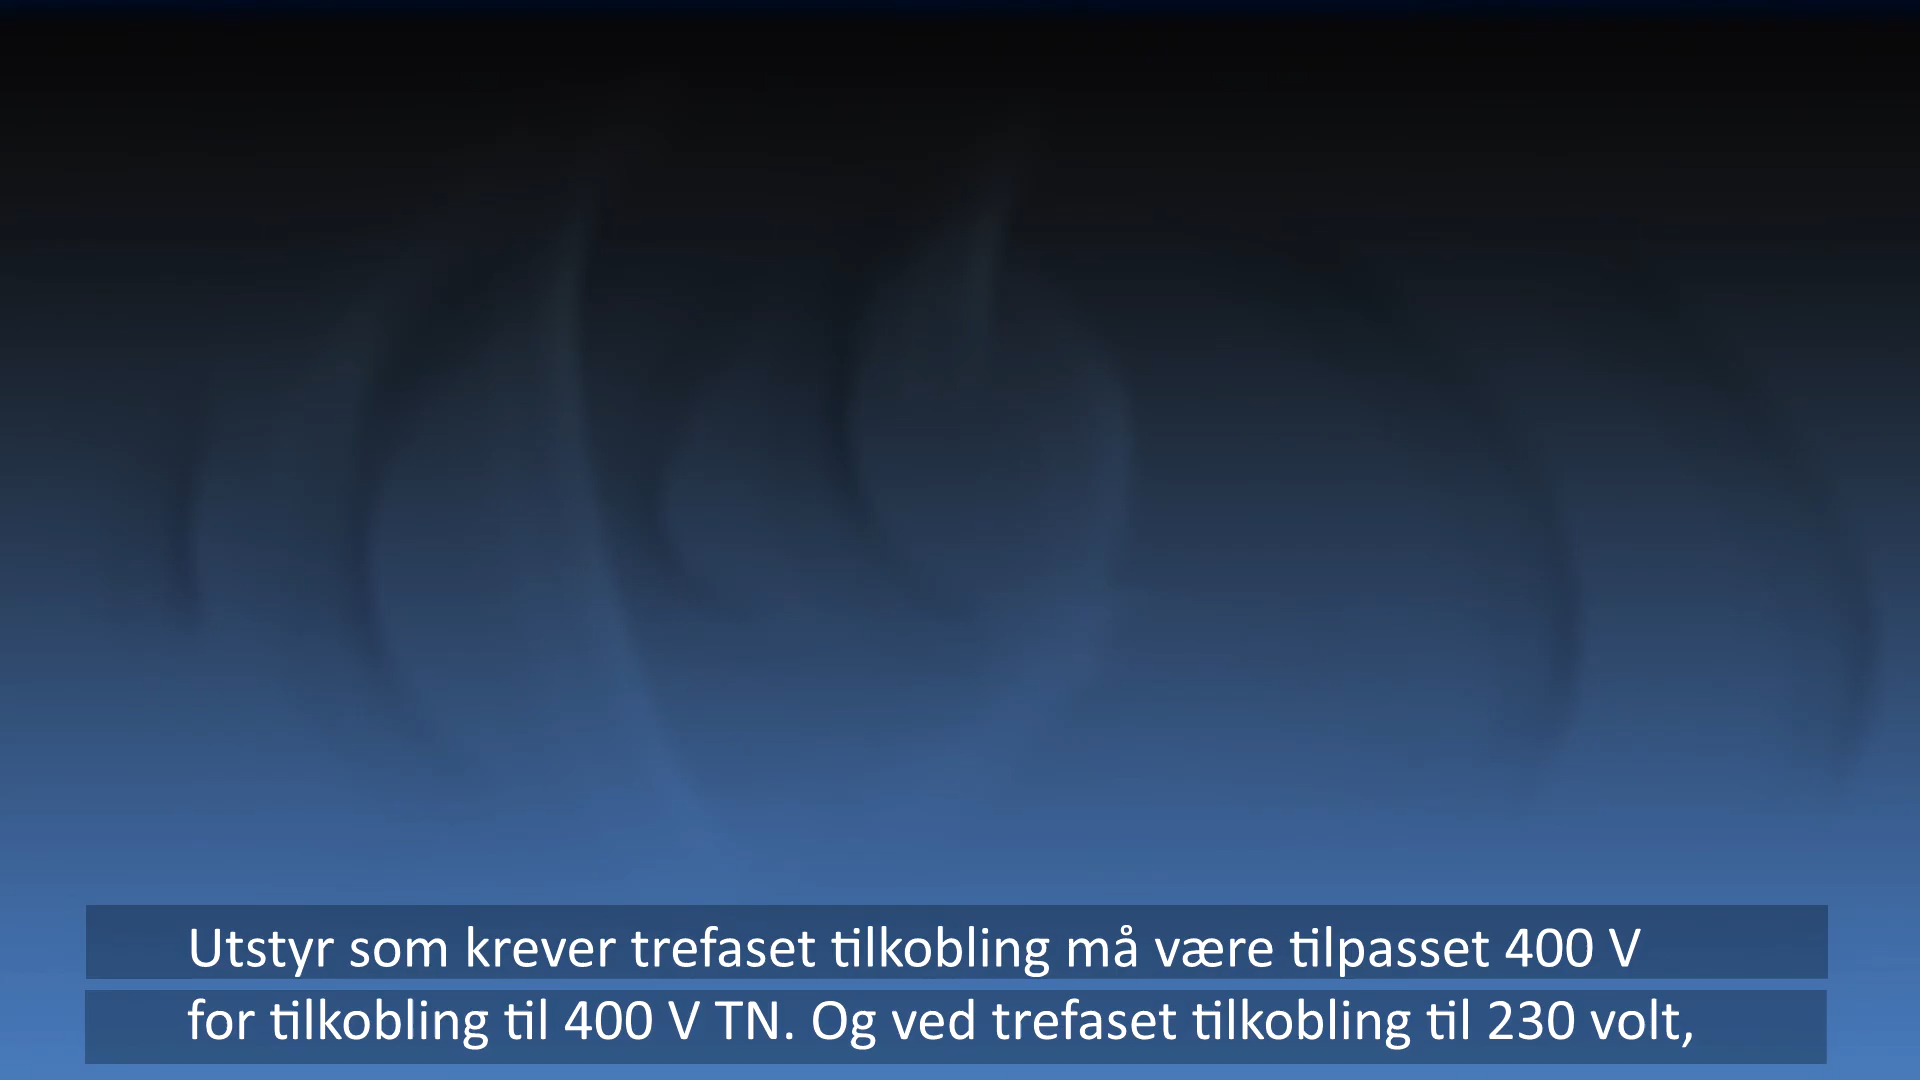 Utstyr som krever trefaset tilkobling må være tilpasset 400 V
for tilkobling til 400 V TN. Og ved trefaset tilkobling til 230 volt,